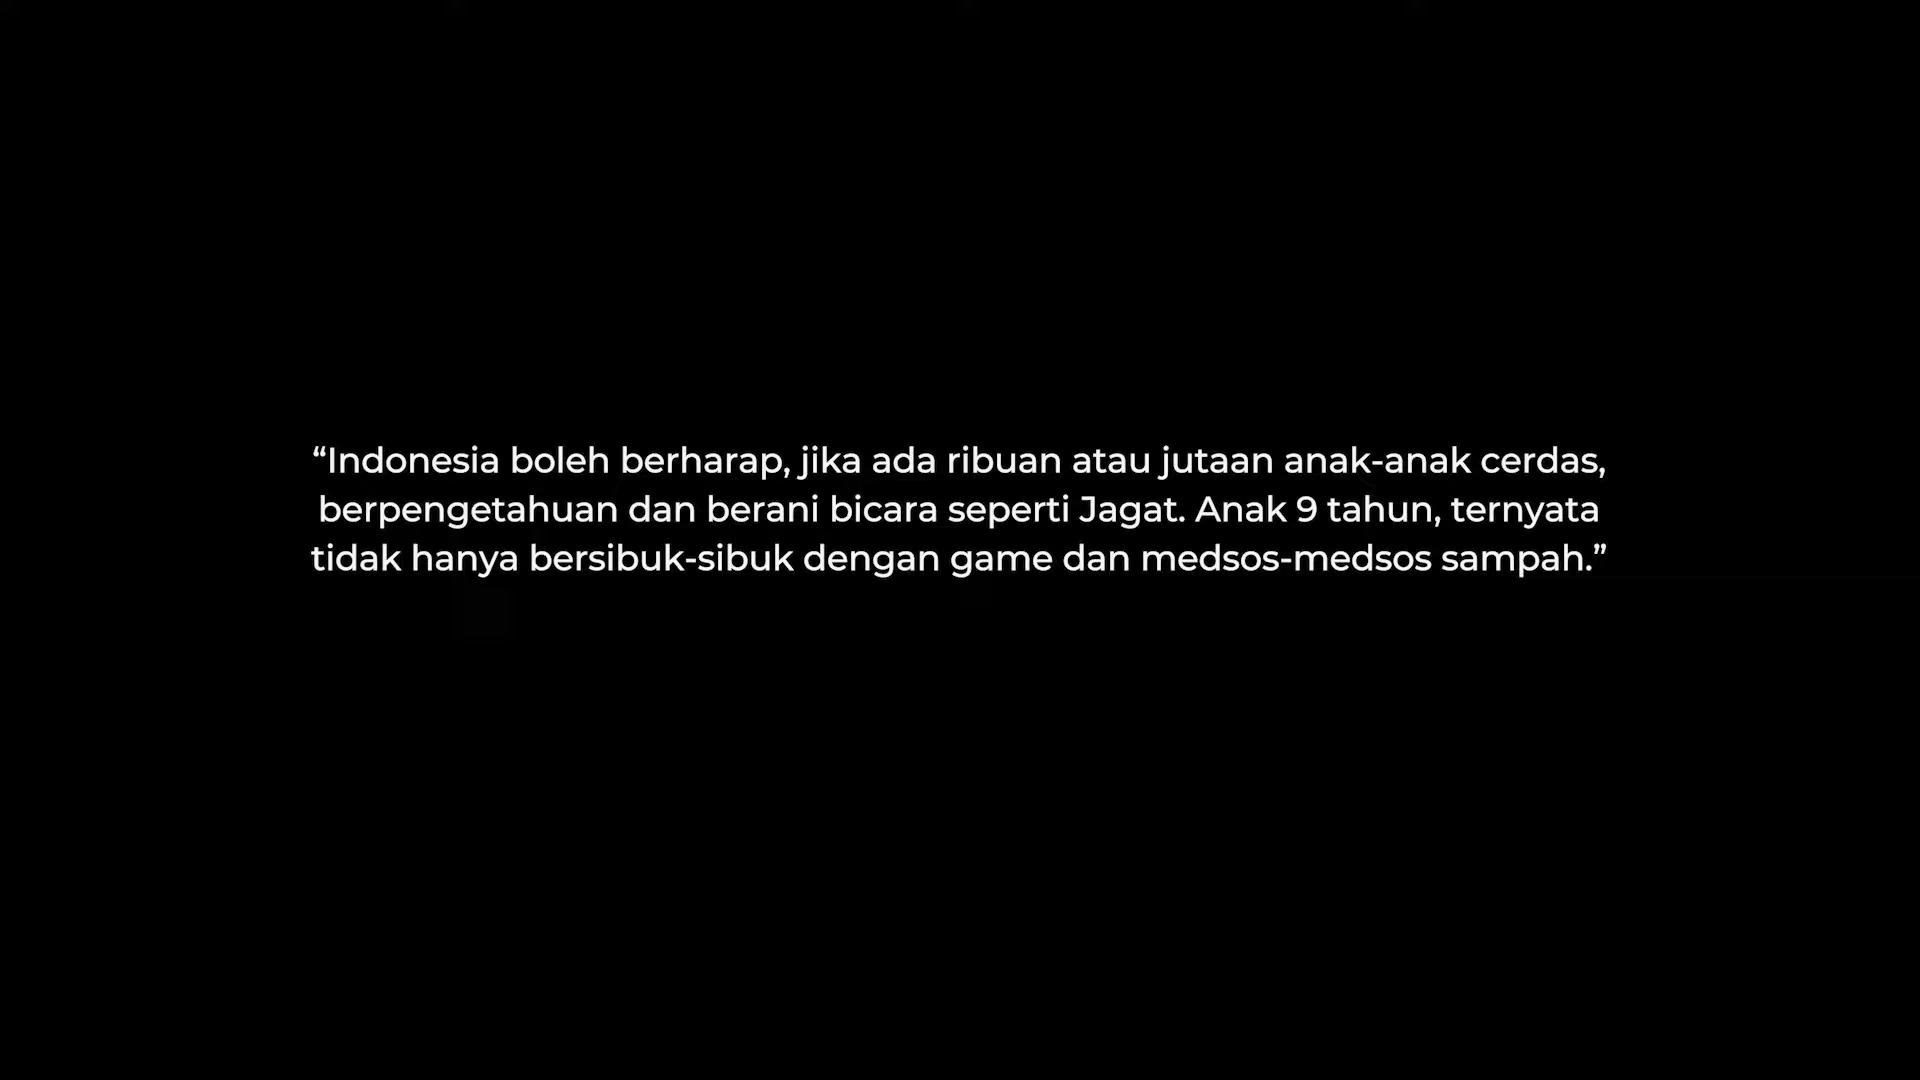 “Indonesia boleh berharap, jika ada ribuan atau jutaan anak-anak cerdas,
berpengetahuan dan berani bicara seperti Jagat. Anak 9 tahun, ternyata
tidak hanya bersibuk-sibuk dengan game dan medsos-medsos sampah.”